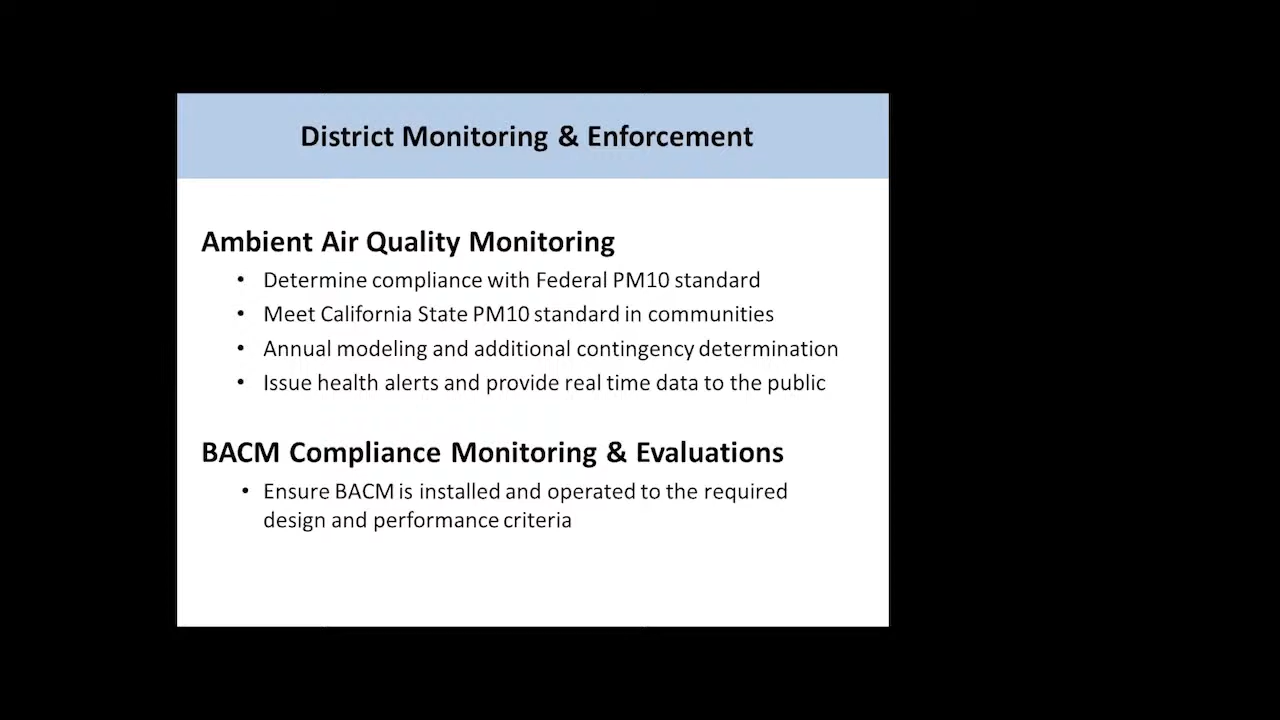 District Monitoring & Enforcement
Ambient Air Quality Monitoring
• Determine compliance with Federal PM10 standard
• Meet California State PM10 standard in communities
• Annual modeling and additional contingency determination
• Issue health alerts and provide real time data to the public
BACM Compliance Monitoring & Evaluations
• Ensure BACM is installed and operated to the required
design and performance criteria